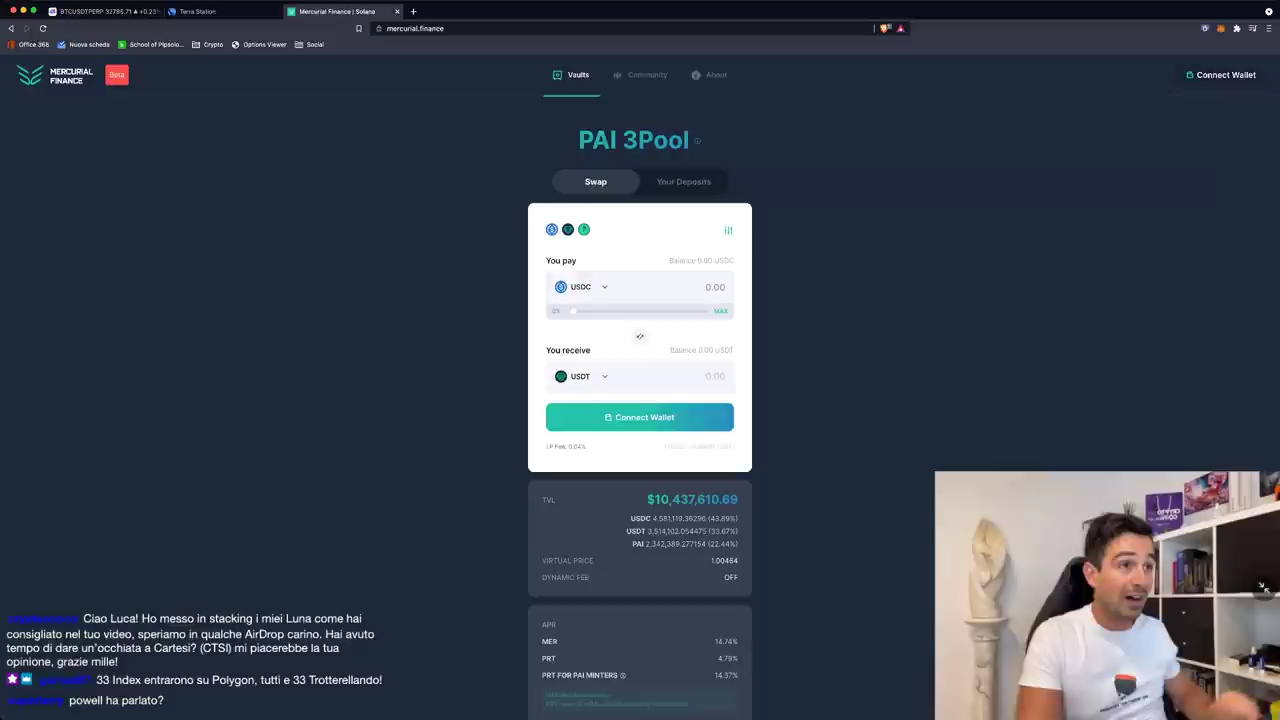 BTCUSDTPERP 32785.71 ▲ +0.23%
Terra Station
Mercurial Finance | Solana
mercurial.finance
Office 365
Nuova scheda
School of Pipsolo...
Crypto
Options Viewer
Social
MERCURIAL
FINANCE
Beta
Vaults
Community
About
Connect Wallet
PAI 3Pool
Swap
Your Deposits
You pay
Balance 0.00 USDC
USDC
0.00
0%
MAX
You receive
Balance 0.00 USDT
USDT
0.00
Connect Wallet
LP Fee: 0.04%
TVL
$10,437,610.69
USDC 4,581,119.36296 (43.89%)
USDT 3,514,102.054475 (33.67%)
PAI 2,342,389.277154 (22.44%)
VIRTUAL PRICE
1.00464
DYNAMIC FEE
OFF
APR
MER
14.74%
PRT
4.79%
PRT FOR PAI MINTERS
14.37%
Ciao Luca! Ho messo in stacking i miei Luna come hai
consigliato nel tuo video, speriamo in qualche AirDrop carino. Hai avuto
tempo di dare un'occhiata a Cartesi? (CTSI) mi piacerebbe la tua
opinione, grazie mille!
33 Index entrarono su Polygon, tutti e 33 Trotterellando!
powell ha parlato?